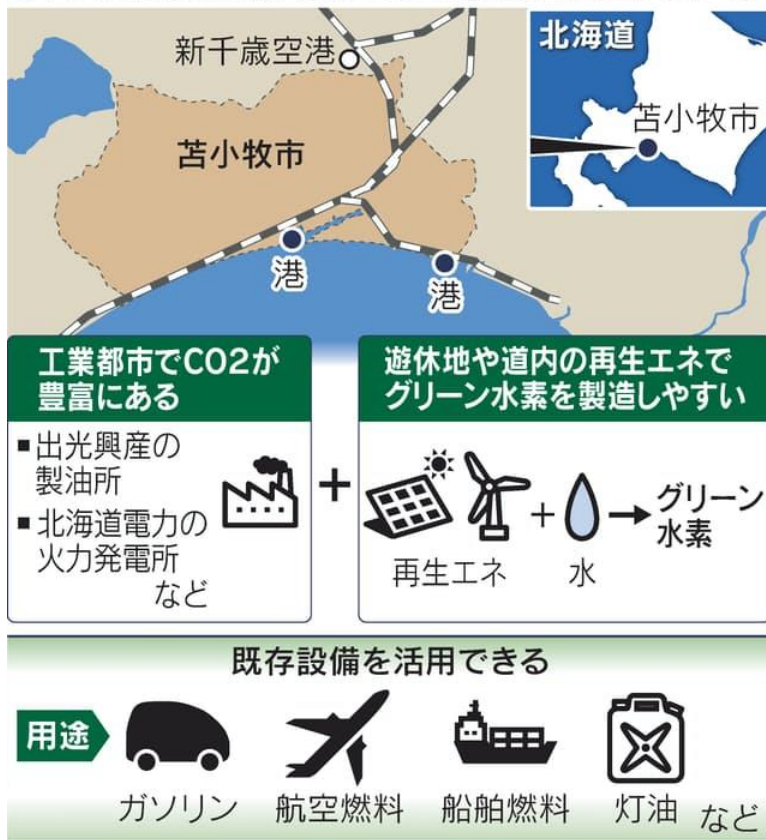 新千歳空港
北海道
苫小牧市
苫小牧市
港
港
工業都市でCO2が
豊富にある
■出光興産の
製油所
■北海道電力の
火力発電所
など
+
遊休地や道内の再生エネで
グリーン水素を製造しやすい
再生エネ
+
水
→
グリーン
水素
既存設備を活用できる
用途
ガソリン
航空燃料
船舶燃料
灯油
など